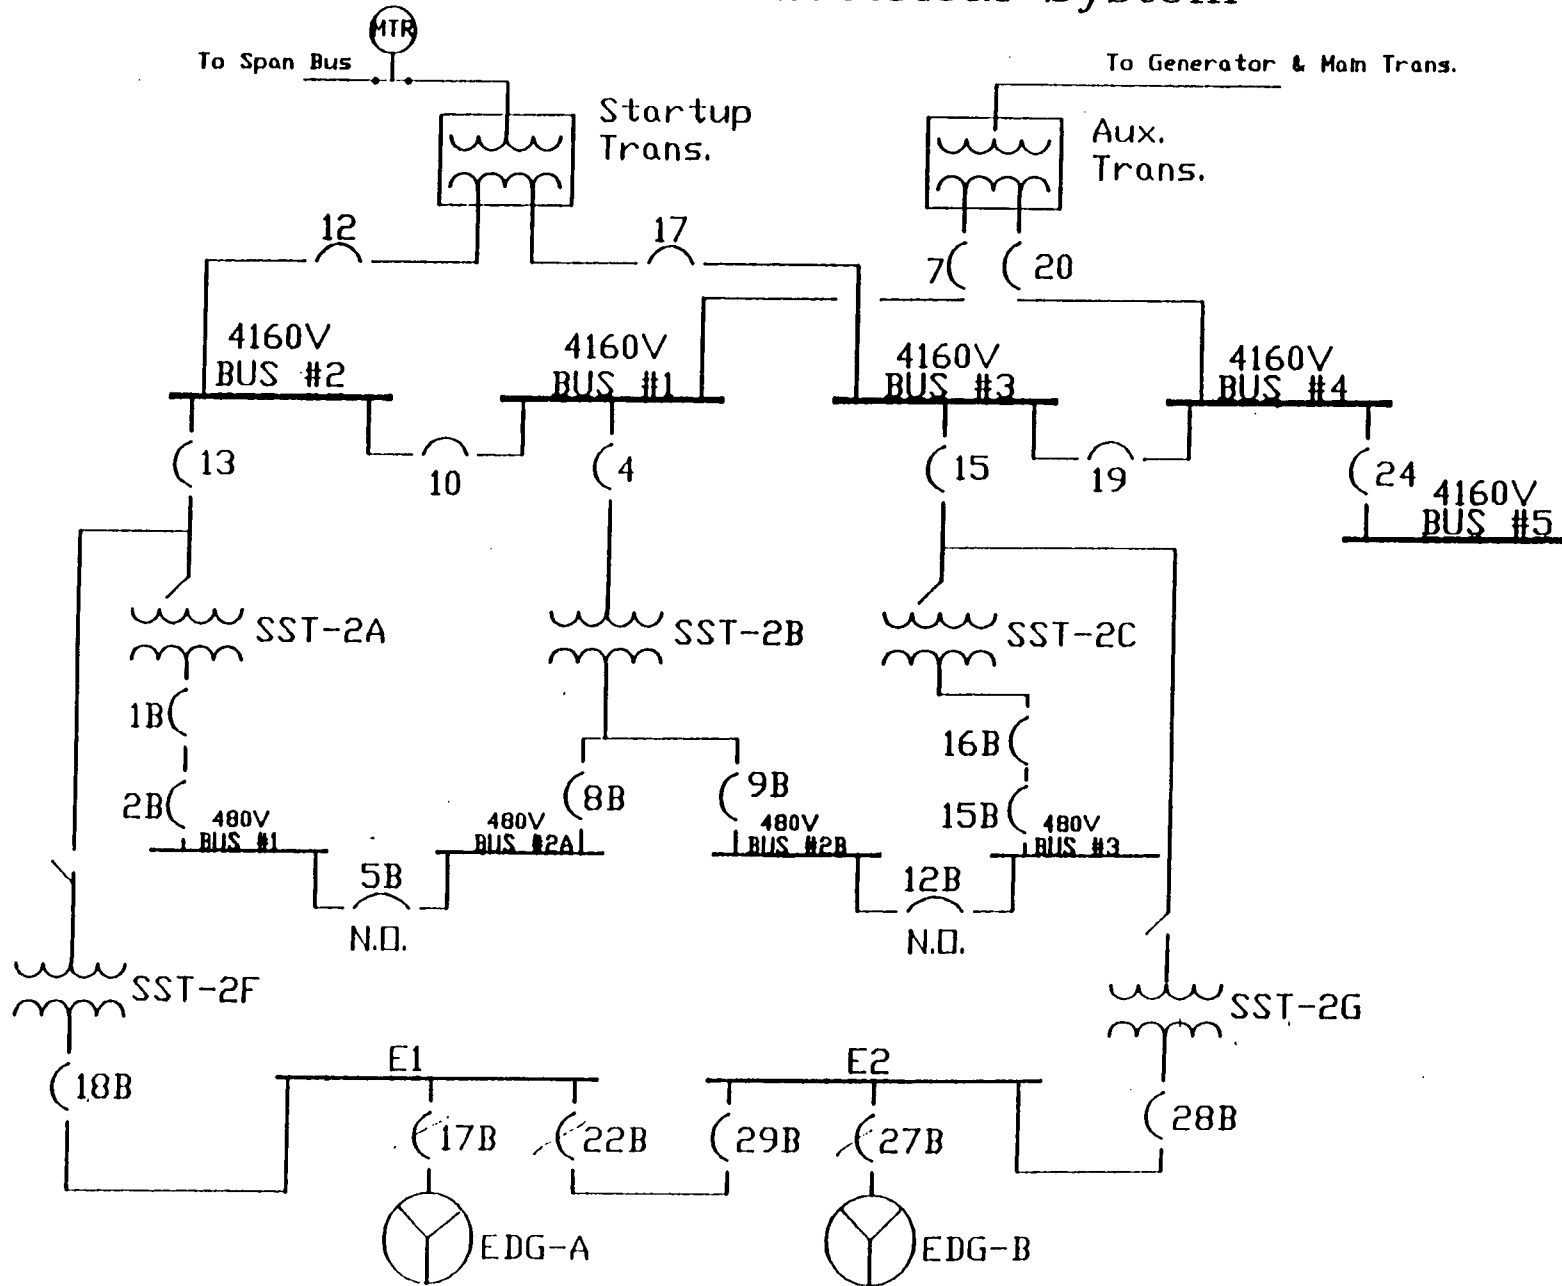 System
MTR
To Span Bus
To Generator & Main Trans.
Startup
Trans.
Aux.
Trans.
12
17
7
20
4160V
BUS #2
4160V
BUS #1
4160V
BUS #3
4160V
BUS #4
13
10
4
15
19
24
4160V
BUS #5
SST-2A
SST-2B
SST-2C
1B
2B
8B
9B
16B
15B
480V
BUS #1
480V
BUS #2A
480V
BUS #2B
480V
BUS #3
5B
N.O.
12B
N.O.
SST-2F
SST-2G
18B
E1
E2
17B
22B
29B
27B
28B
EDG-A
EDG-B